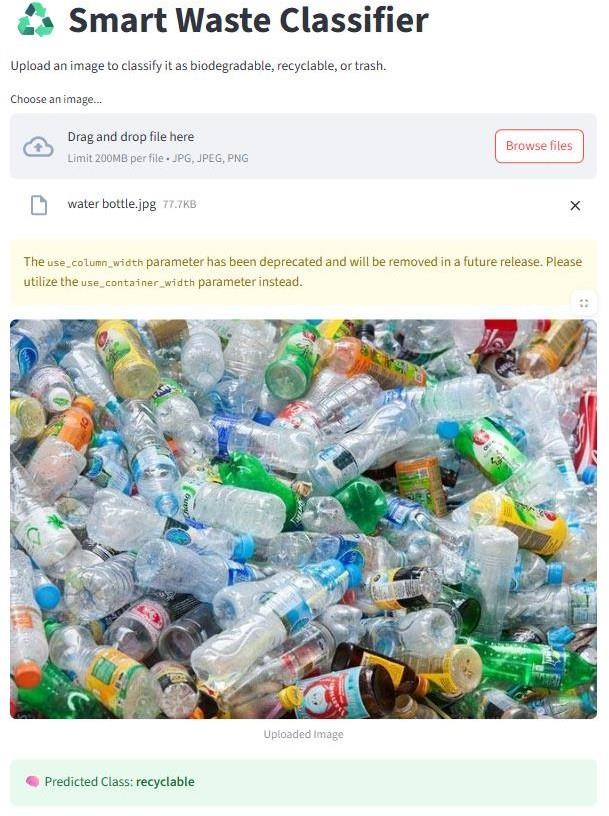 Smart Waste Classifier
Upload an image to classify it as biodegradable, recyclable, or trash.
Choose an image...
Drag and drop file here
Limit 200MB per file • JPG, JPEG, PNG
Browse files
water bottle.jpg 77.7KB
The use_column_width parameter has been deprecated and will be removed in a future release. Please
utilize the use_container_width parameter instead.
Uploaded Image
Predicted Class: recyclable